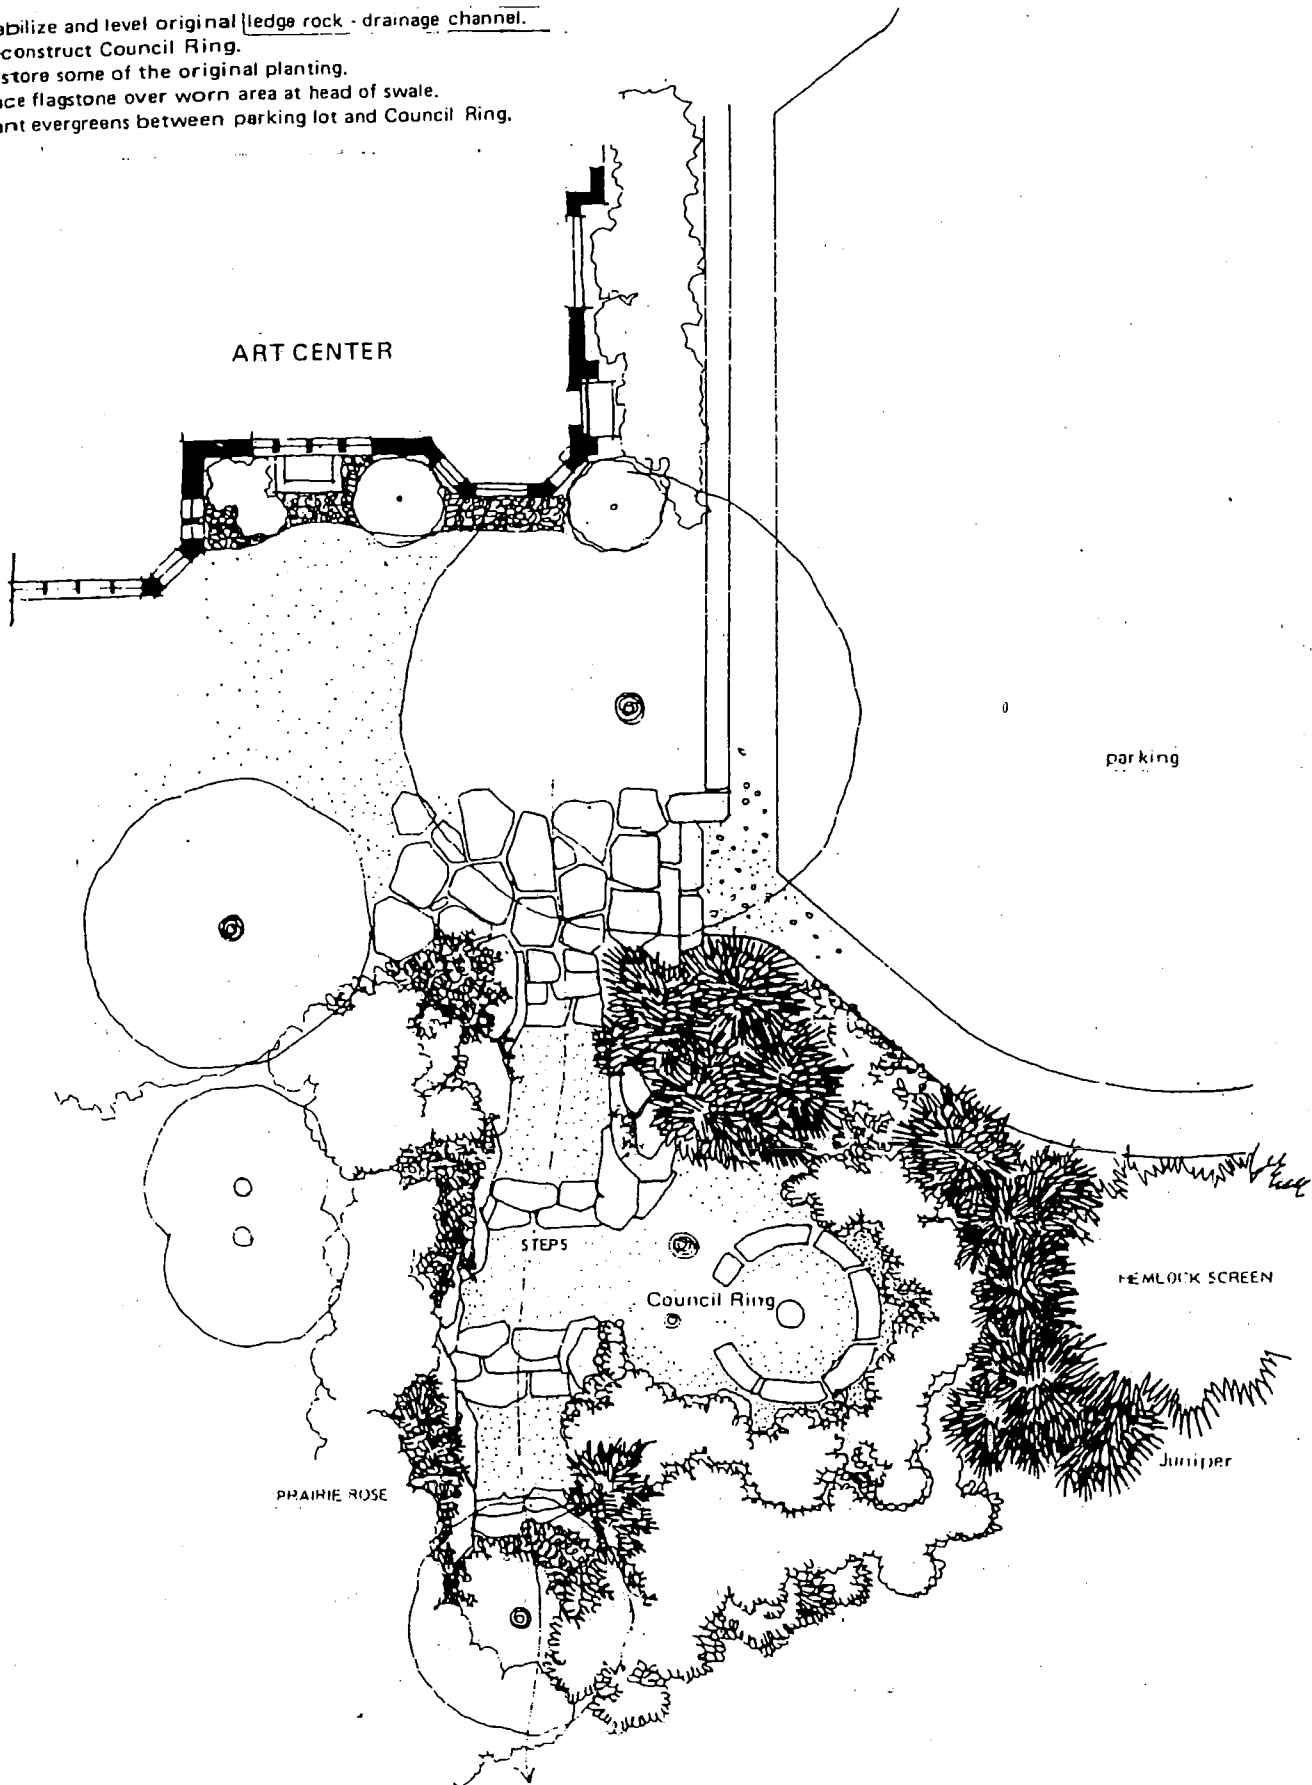 abilize and level original ledge rock - drainage channel.
-construct Council Ring.
store some of the original planting.
ace flagstone over worn area at head of swale.
ant evergreens between parking lot and Council Ring.
ART CENTER
parking
STEPS
Council Ring
HEMLOCK SCREEN
Juniper
PRAIRIE ROSE